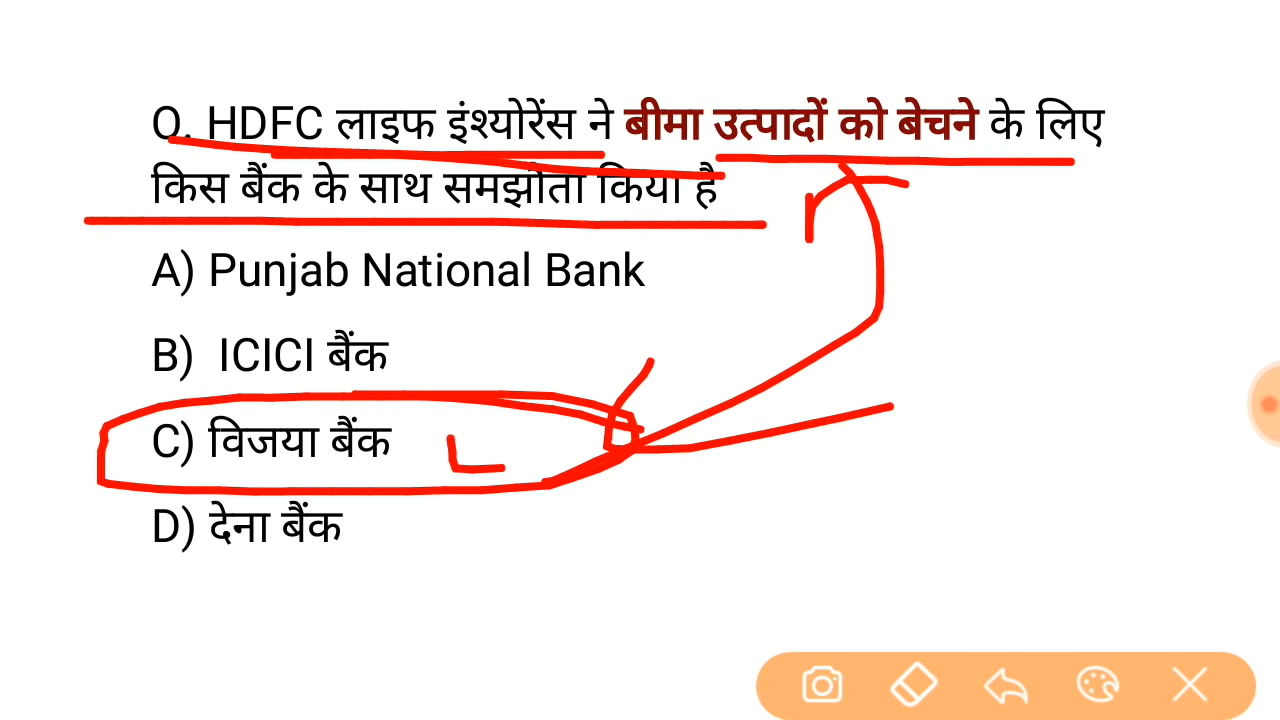 Q. HDFC लाइफ इंश्योरेंस ने बीमा उत्पादों को बेचने के लिए
किस बैंक के साथ समझौता किया है
A) Punjab National Bank
B) ICICI बैंक
C) विजया बैंक
D) देना बैंक